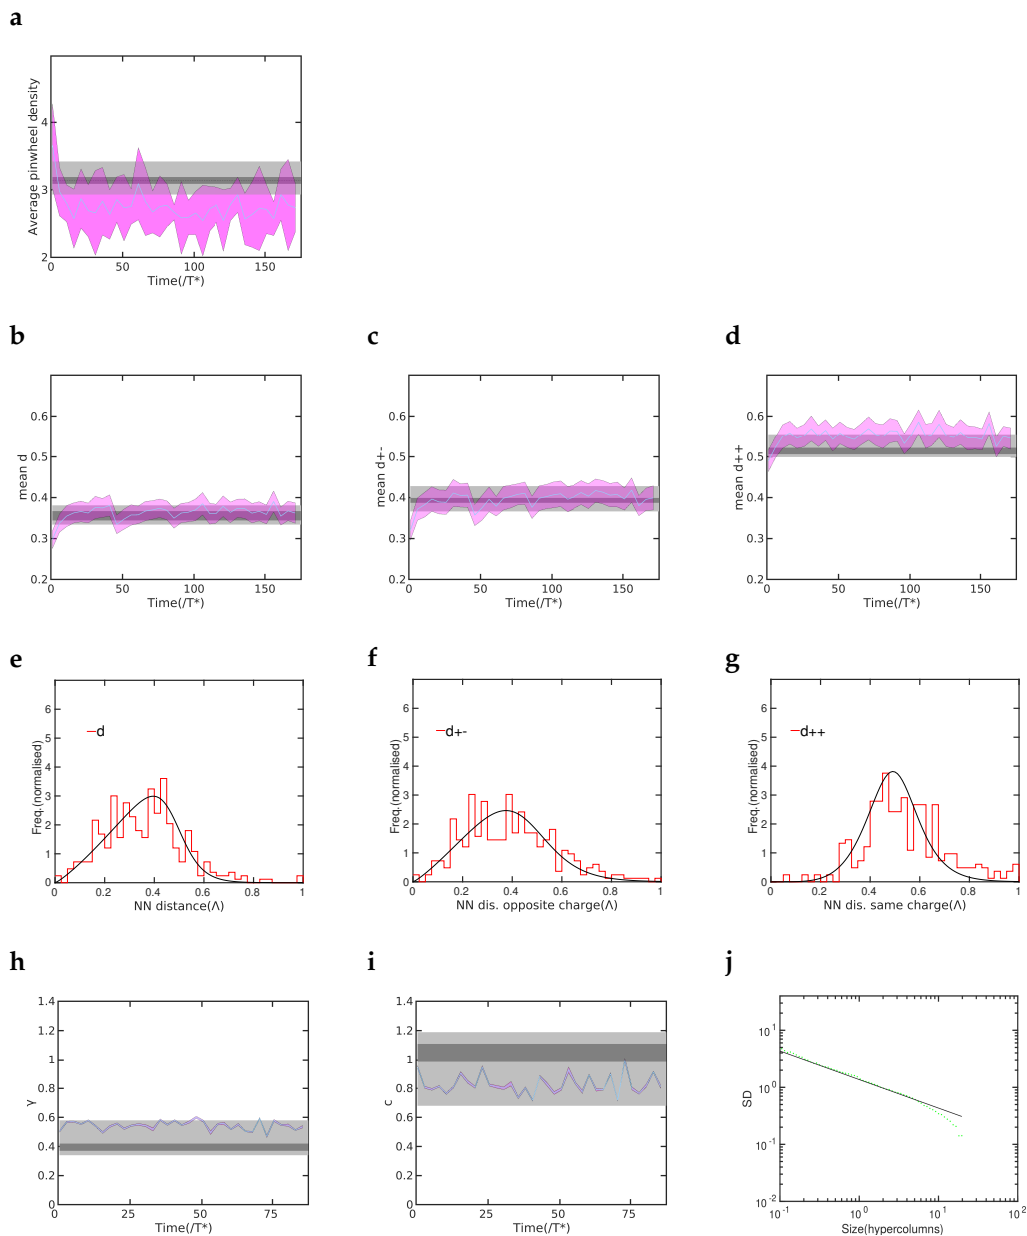 a
Average pinwheel density
4
3
2
0 50 100 150
Time(/T*)
b c d
mean d
0.6
0.5
0.4
0.3
0.2
0 50 100 150
Time(/T*)
mean d+-
0.6
0.5
0.4
0.3
0.2
0 50 100 150
Time(/T*)
mean d++
0.6
0.5
0.4
0.3
0.2
0 50 100 150
Time(/T*)
e f g
Freq.(normalised)
6
5
4
3
2
1
0
d
0 0.2 0.4 0.6 0.8 1
NN distance(Λ)
Freq.(normalised)
6
5
4
3
2
1
0
d+-
0 0.2 0.4 0.6 0.8 1
NN dis. opposite charge(Λ)
Freq.(normalised)
6
5
4
3
2
1
0
d++
0.2 0.4 0.6 0.8 1
NN dis. same charge(Λ)
h i j
γ
1.4
1.2
1
0.8
0.6
0.4
0.2
0
0 25 50 75
Time(/T*)
c
1.4
1.2
1
0.8
0.6
0.4
0.2
0
0 25 50 75
Time(/T*)
SD
10^1
10^0
10^-1
10^-2
10^-1 10^0 10^1 10^2
Size(hypercolumns)